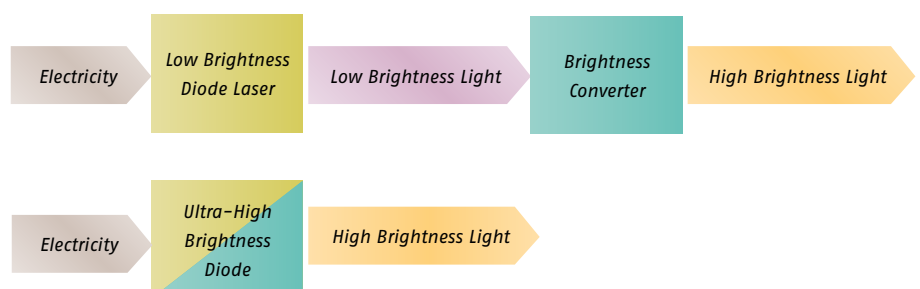 Electricity
Low Brightness
Diode Laser
Low Brightness Light
Brightness
Converter
High Brightness Light
Electricity
Ultra-High
Brightness
Diode
High Brightness Light